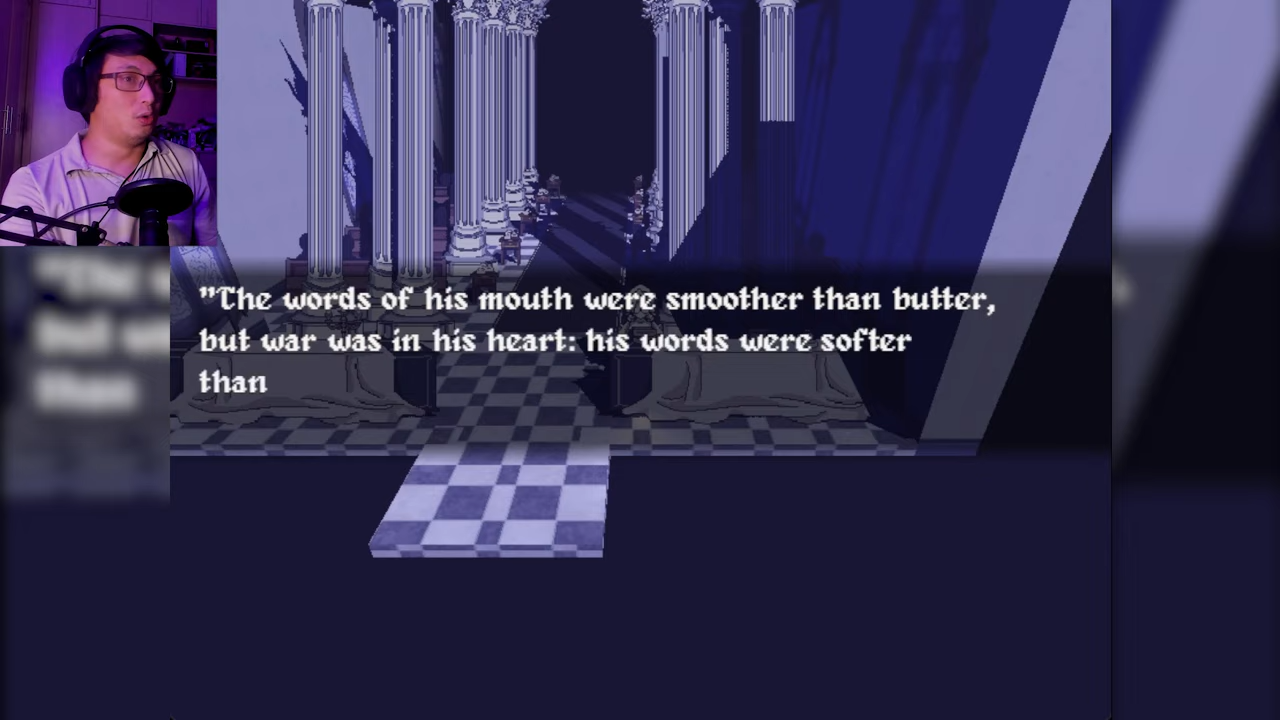 "The words of his mouth were smoother than butter,
but war was in his heart: his words were softer
than